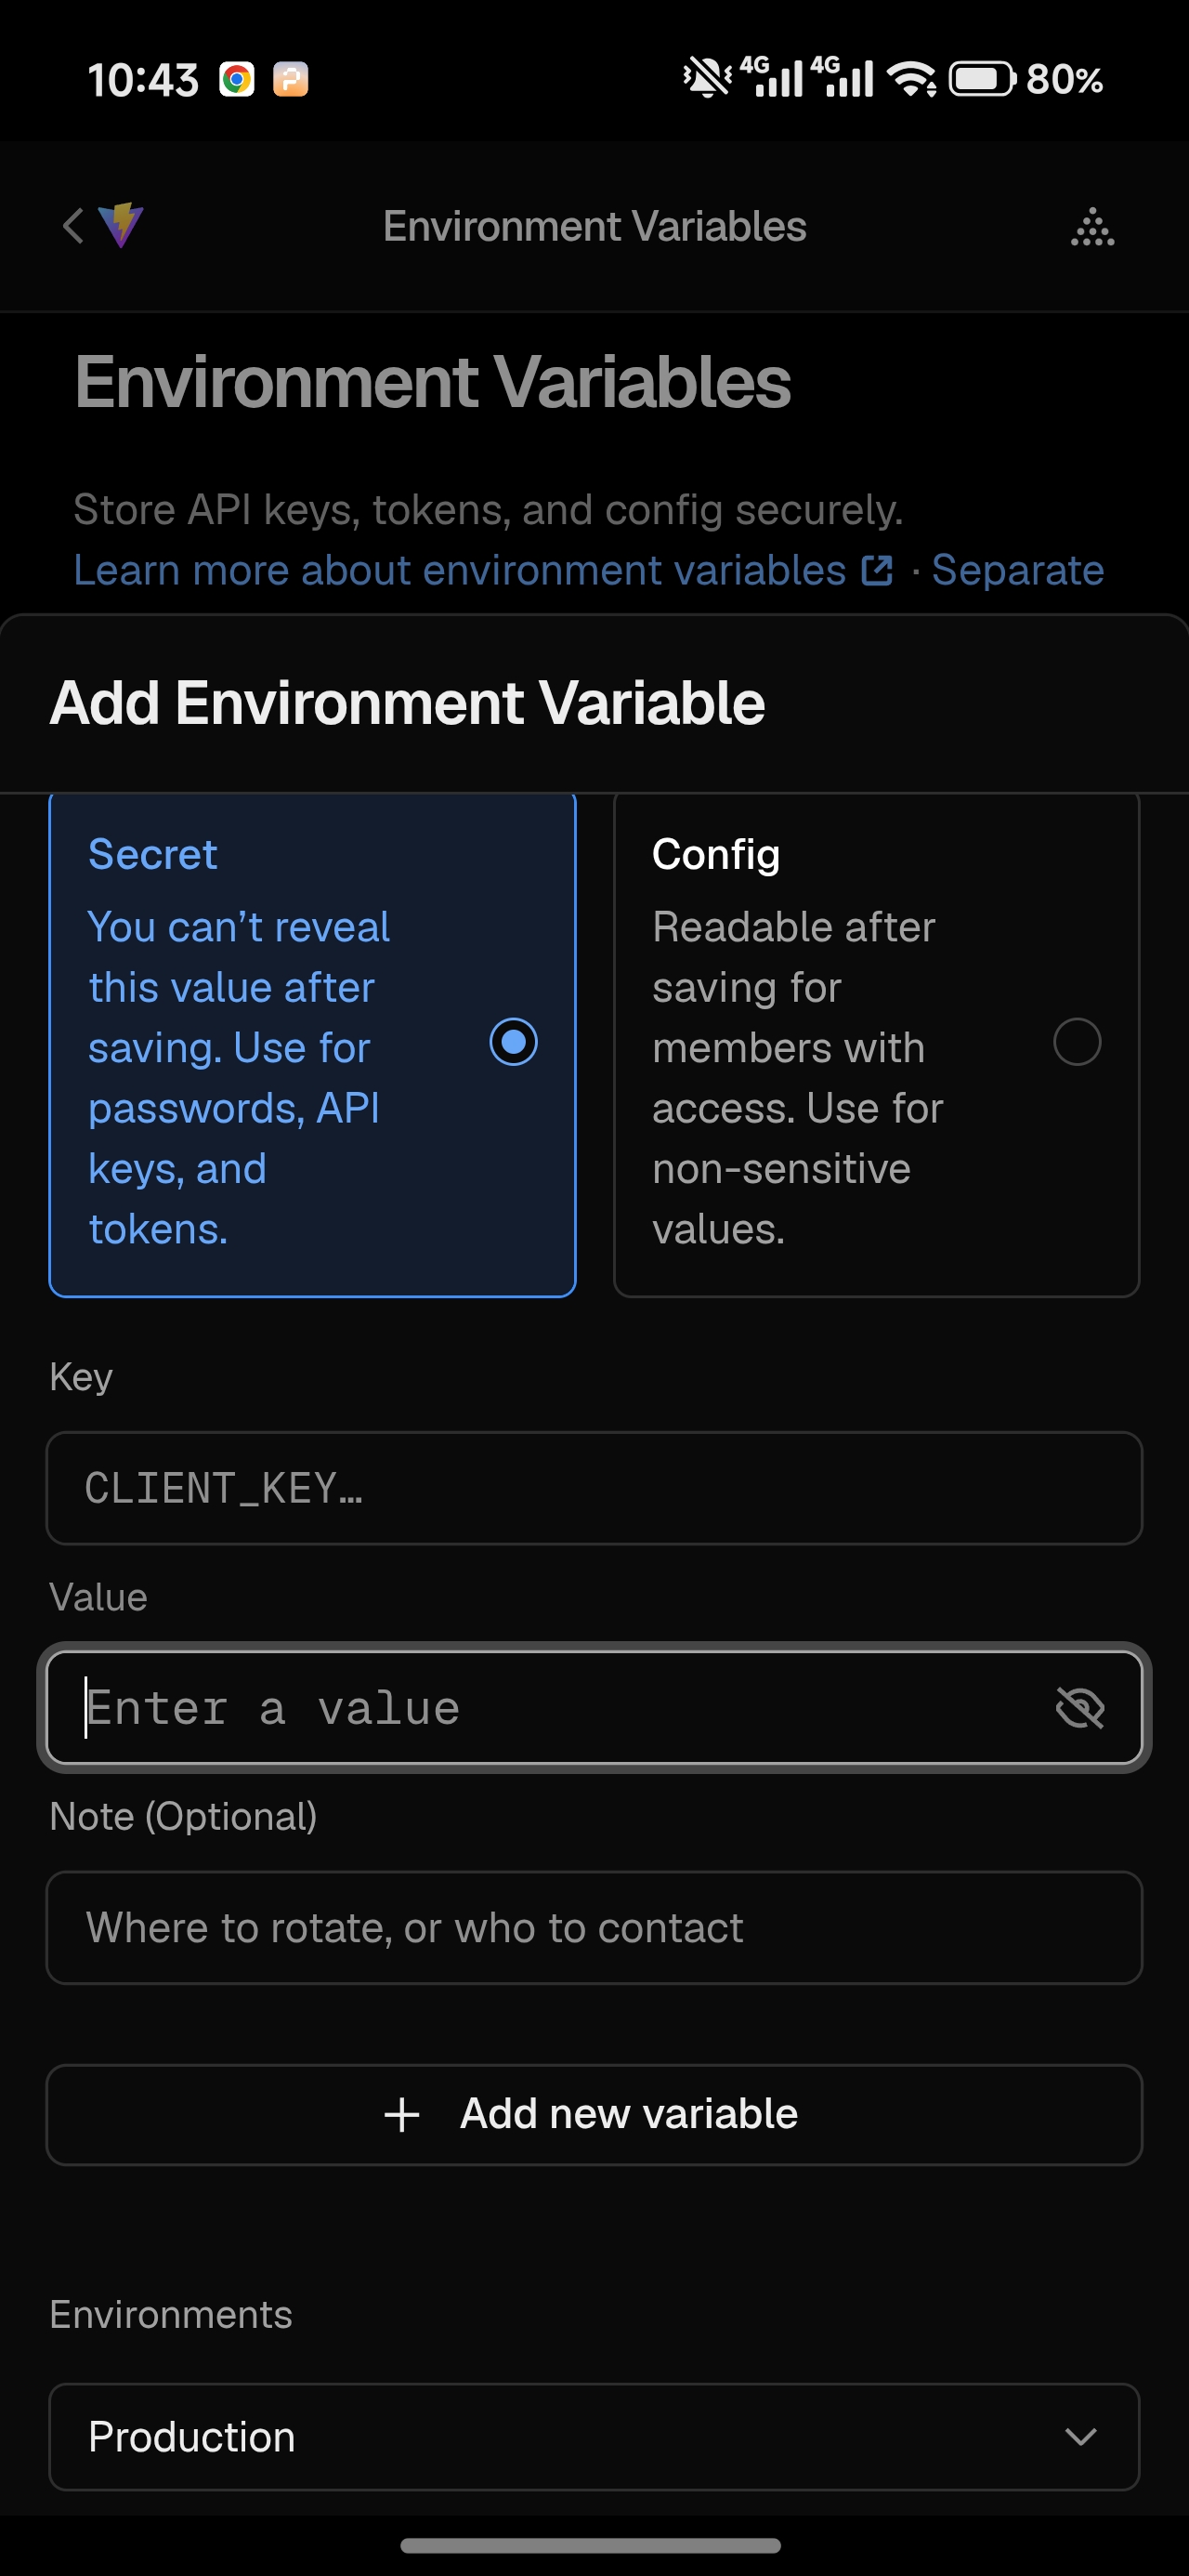 10:43
4G 4G 80%
Environment Variables
Environment Variables
Store API keys, tokens, and config securely.
Learn more about environment variables · Separate
Add Environment Variable
Secret
You can’t reveal
this value after
saving. Use for
passwords, API
keys, and
tokens.
Config
Readable after
saving for
members with
access. Use for
non-sensitive
values.
Key
CLIENT_KEY…
Value
Enter a value
Note (Optional)
Where to rotate, or who to contact
Add new variable
Environments
Production